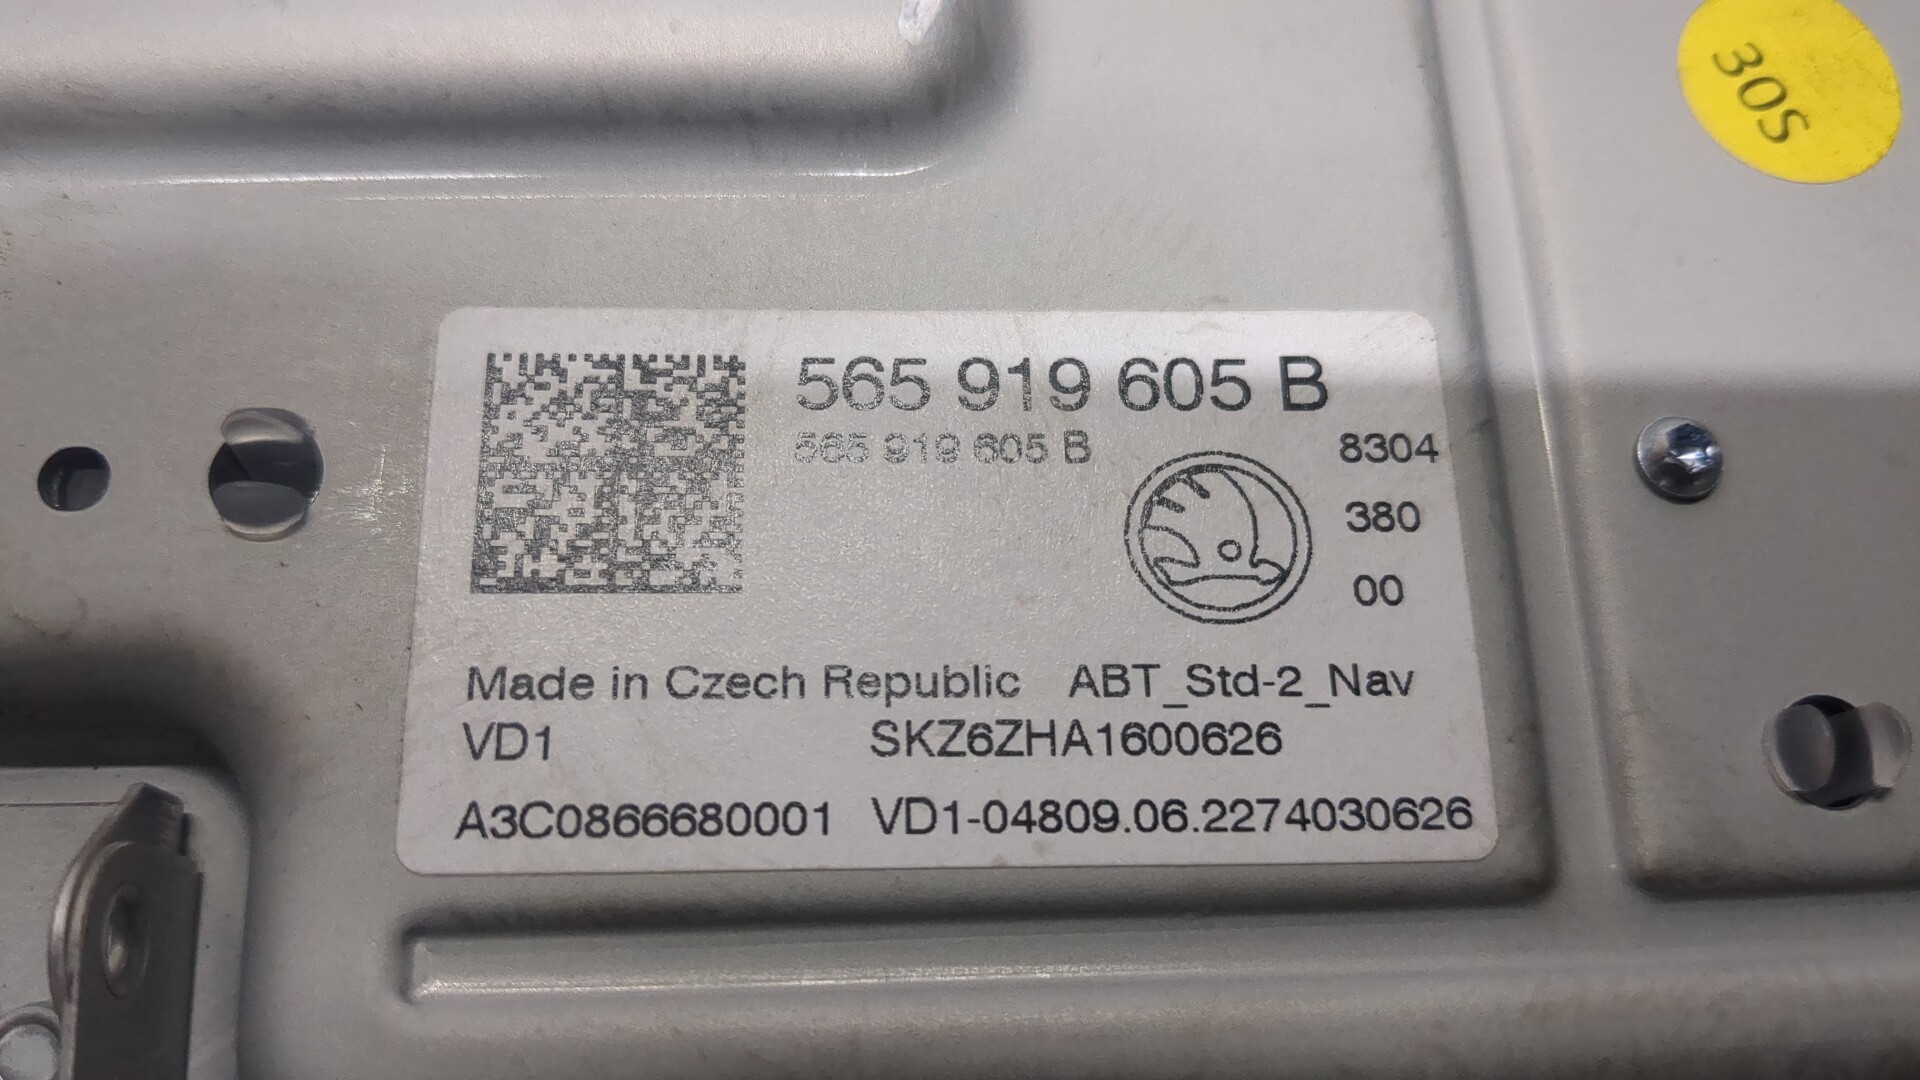 30S
565 919 605 B
565 919 605 B
8304
380
00
Made in Czech Republic ABT_Std-2_Nav
VD1 SKZ6ZHA1600626
A3C0866680001 VD1-04809.06.2274030626